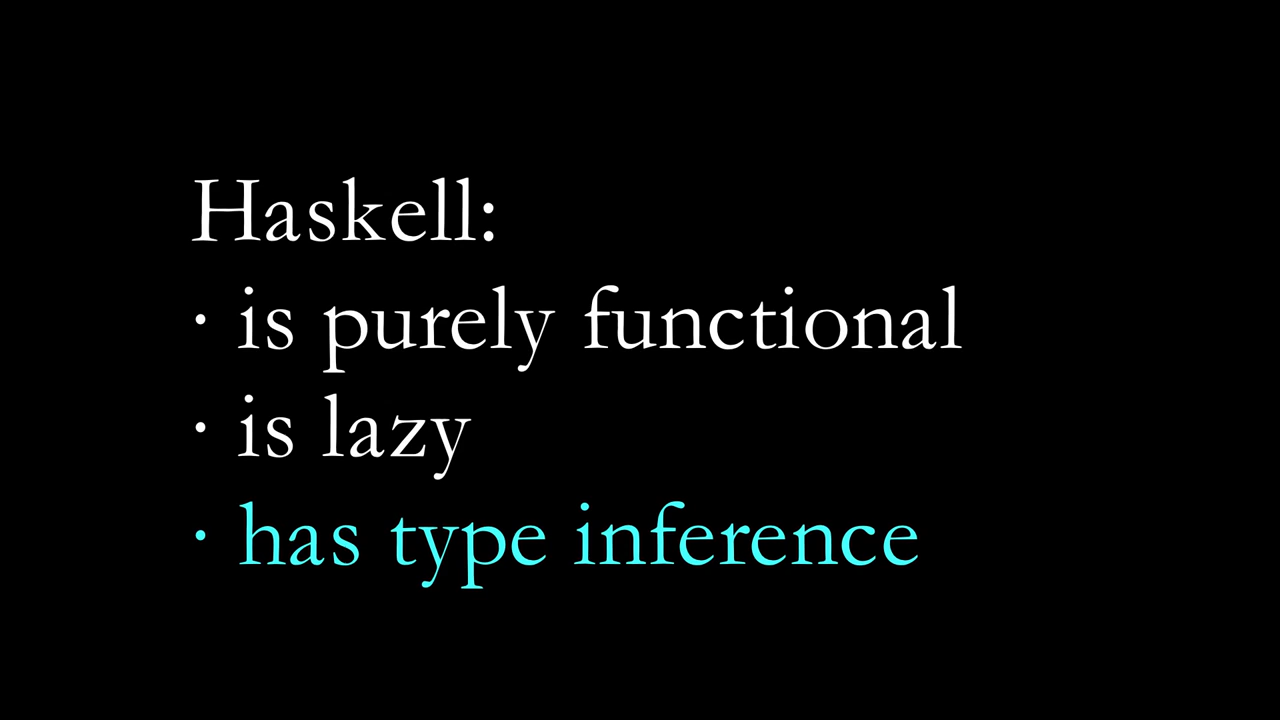 Haskell:
· is purely functional
· is lazy
· has type inference